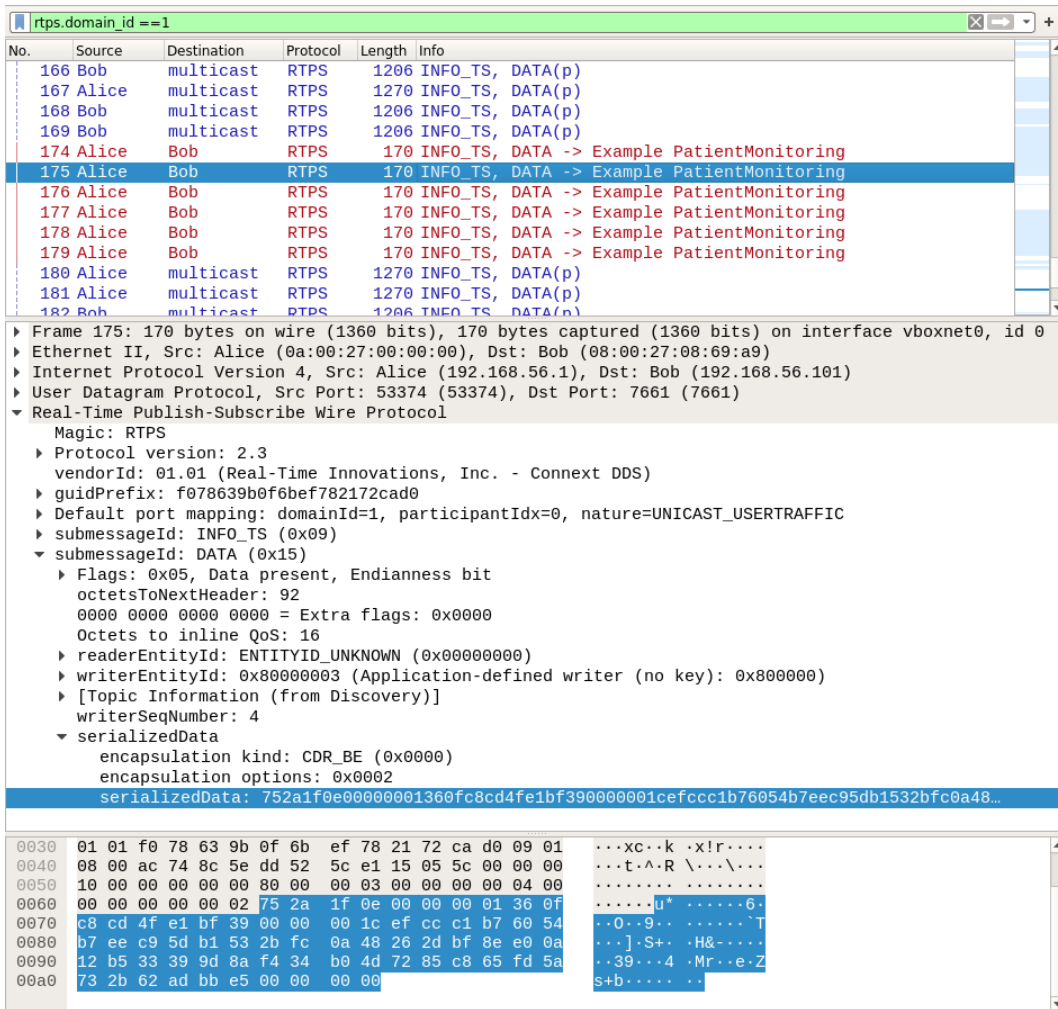 rtps.domain_id ==1
+
No. Source Destination Protocol Length Info
166 Bob multicast RTPS 1206 INFO_TS, DATA(p)
167 Alice multicast RTPS 1270 INFO_TS, DATA(p)
168 Bob multicast RTPS 1206 INFO_TS, DATA(p)
169 Bob multicast RTPS 1206 INFO_TS, DATA(p)
174 Alice Bob RTPS 170 INFO_TS, DATA -> Example PatientMonitoring
175 Alice Bob RTPS 170 INFO_TS, DATA -> Example PatientMonitoring
176 Alice Bob RTPS 170 INFO_TS, DATA -> Example PatientMonitoring
177 Alice Bob RTPS 170 INFO_TS, DATA -> Example PatientMonitoring
178 Alice Bob RTPS 170 INFO_TS, DATA -> Example PatientMonitoring
179 Alice Bob RTPS 170 INFO_TS, DATA -> Example PatientMonitoring
180 Alice multicast RTPS 1270 INFO_TS, DATA(p)
181 Alice multicast RTPS 1270 INFO_TS, DATA(p)
182 Bob multicast RTPS 1206 INFO_TS, DATA(p)
Frame 175: 170 bytes on wire (1360 bits), 170 bytes captured (1360 bits) on interface vboxnet0, id 0
Ethernet II, Src: Alice (0a:00:27:00:00:00), Dst: Bob (08:00:27:08:69:a9)
Internet Protocol Version 4, Src: Alice (192.168.56.1), Dst: Bob (192.168.56.101)
User Datagram Protocol, Src Port: 53374 (53374), Dst Port: 7661 (7661)
Real-Time Publish-Subscribe Wire Protocol
Magic: RTPS
Protocol version: 2.3
vendorId: 01.01 (Real-Time Innovations, Inc. - Connext DDS)
guidPrefix: f078639b0f6bef782172cad0
Default port mapping: domainId=1, participantIdx=0, nature=UNICAST_USERTRAFFIC
submessageId: INFO_TS (0x09)
submessageId: DATA (0x15)
Flags: 0x05, Data present, Endianness bit
octetsToNextHeader: 92
0000 0000 0000 0000 = Extra flags: 0x0000
Octets to inline QoS: 16
readerEntityId: ENTITYID_UNKNOWN (0x00000000)
writerEntityId: 0x80000003 (Application-defined writer (no key): 0x800000)
[Topic Information (from Discovery)]
writerSeqNumber: 4
serializedData
encapsulation kind: CDR_BE (0x0000)
encapsulation options: 0x0002
serializedData: 752a1f0e00000001360fc8cd4fe1bf390000001cefccc1b76054b7eec95db1532bfc0a48…
0030 01 01 f0 78 63 9b 0f 6b ef 78 21 72 ca d0 09 01 ···xc··k ·x!r····
0040 08 00 ac 74 8c 5e dd 52 5c e1 15 05 5c 00 00 00 ···t·^·R \···\···
0050 10 00 00 00 00 00 80 00 00 03 00 00 00 00 04 00 ········ ········
0060 00 00 00 00 00 02 75 2a 1f 0e 00 00 00 01 36 0f ······u* ······6·
0070 c8 cd 4f e1 bf 39 00 00 00 1c ef cc c1 b7 60 54 ··O··9·· ······`T
0080 b7 ee c9 5d b1 53 2b fc 0a 48 26 2d bf 8e e0 0a ···]·S+· ·H&-····
0090 12 b5 33 39 9d 8a f4 34 b0 4d 72 85 c8 65 fd 5a ··39···4 ·Mr··e·Z
00a0 73 2b 62 ad bb e5 00 00 00 00 s+b····· ··